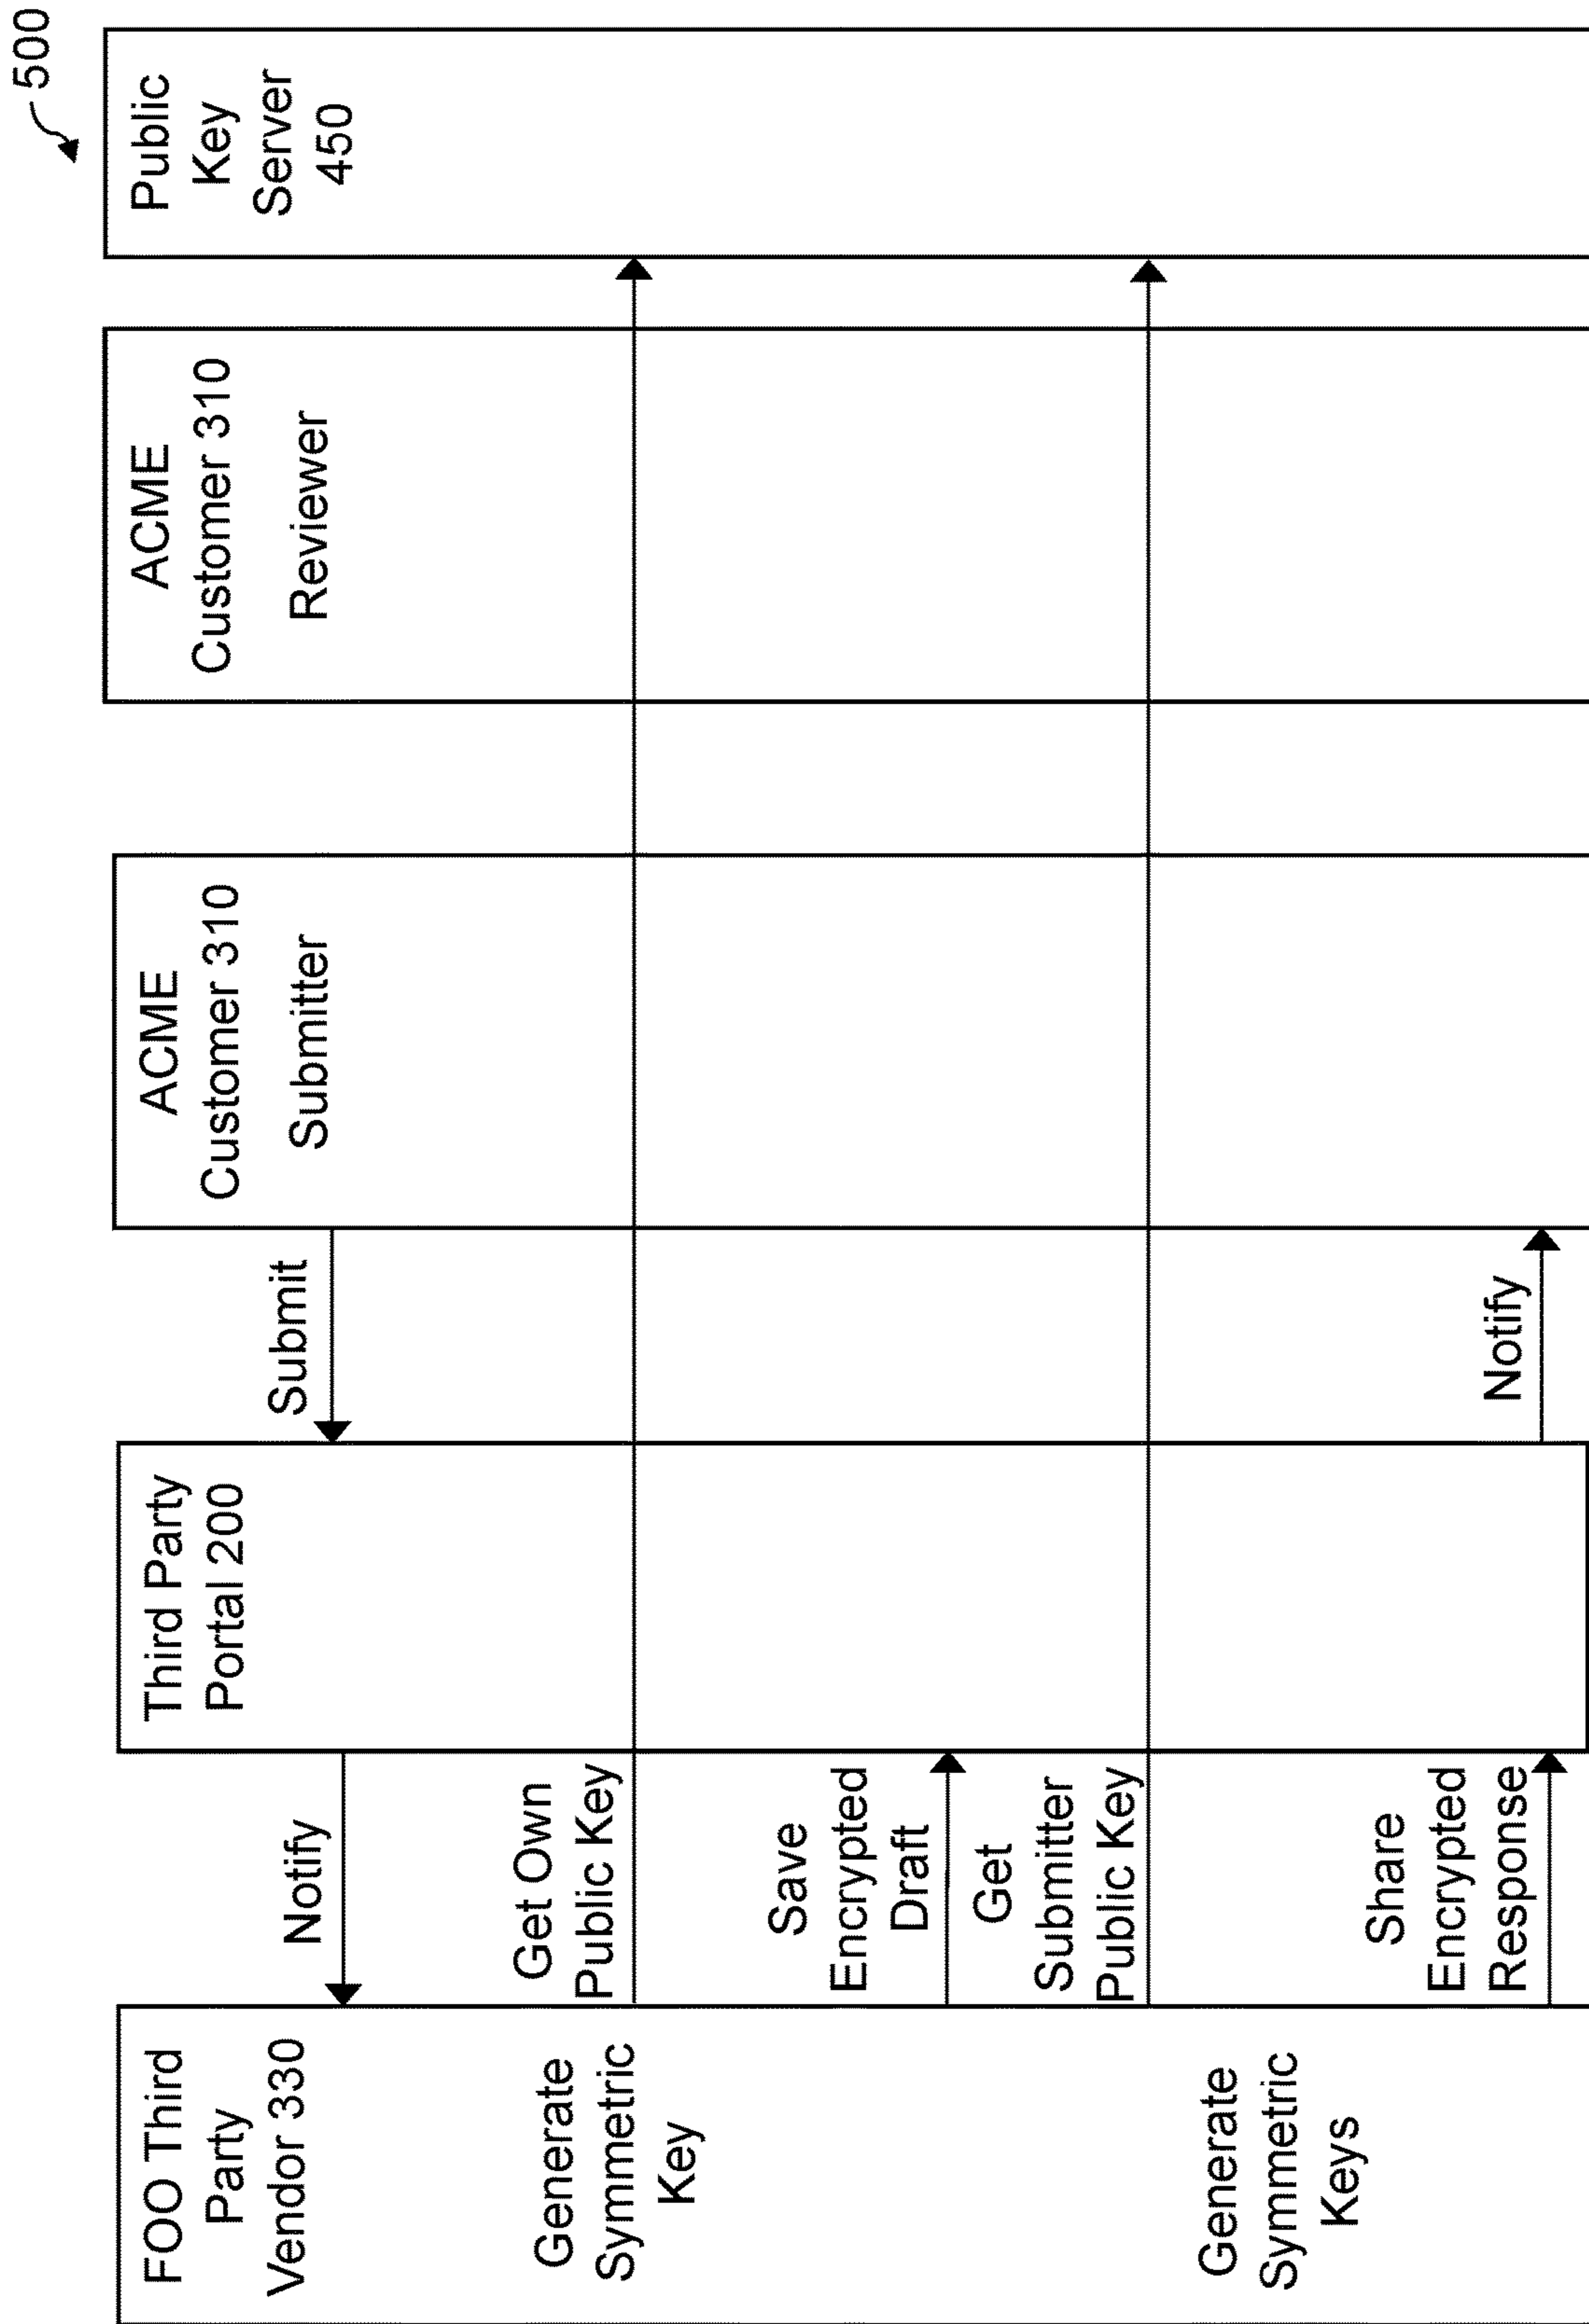 500
FOO Third
Party
Vendor 330
Third Party
Portal 200
ACME
Customer 310
Submitter
ACME
Customer 310
Reviewer
Public
Key
Server
450
Submit
Notify
Generate
Symmetric
Key
Get Own
Public Key
Save
Encrypted
Draft
Get
Submitter
Public Key
Generate
Symmetric
Keys
Share
Encrypted
Response
Notify